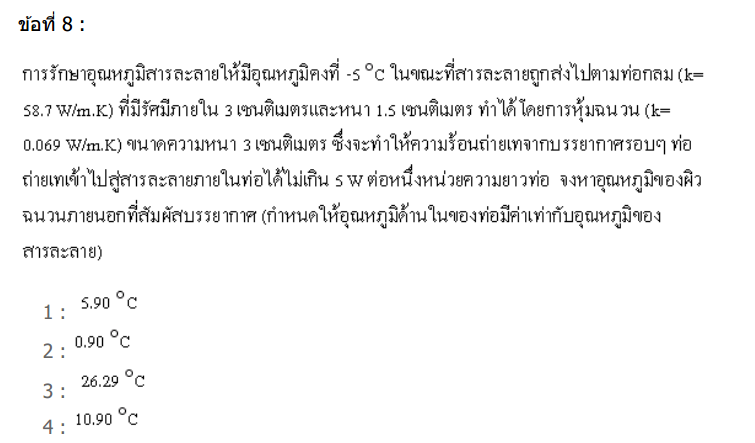 ข้อที่ 8 :
การรักษาอุณหภูมิสารละลายให้มีอุณหภูมิคงที่ -5 °C ในขณะที่สารละลายถูกส่งไปตามท่อกลม (k=
58.7 W/m.K) ที่มีรัศมีภายใน 3 เซนติเมตรและหนา 1.5 เซนติเมตร ทำได้โดยการหุ้มฉนวน (k=
0.069 W/m.K) ขนาดความหนา 3 เซนติเมตร ซึ่งจะทำให้ความร้อนถ่ายเทจากบรรยากาศรอบๆ ท่อ
ถ่ายเทเข้าไปสู่สารละลายภายในท่อได้ไม่เกิน 5 W ต่อหนึ่งหน่วยความยาวท่อ จงหาอุณหภูมิของผิว
ฉนวนภายนอกที่สัมผัสบรรยากาศ (กำหนดให้อุณหภูมิด้านในของท่อมีค่าเท่ากับอุณหภูมิของ
สารละลาย)
1 : 5.90 °C
2 : 0.90 °C
3 : 26.29 °C
4 : 10.90 °C